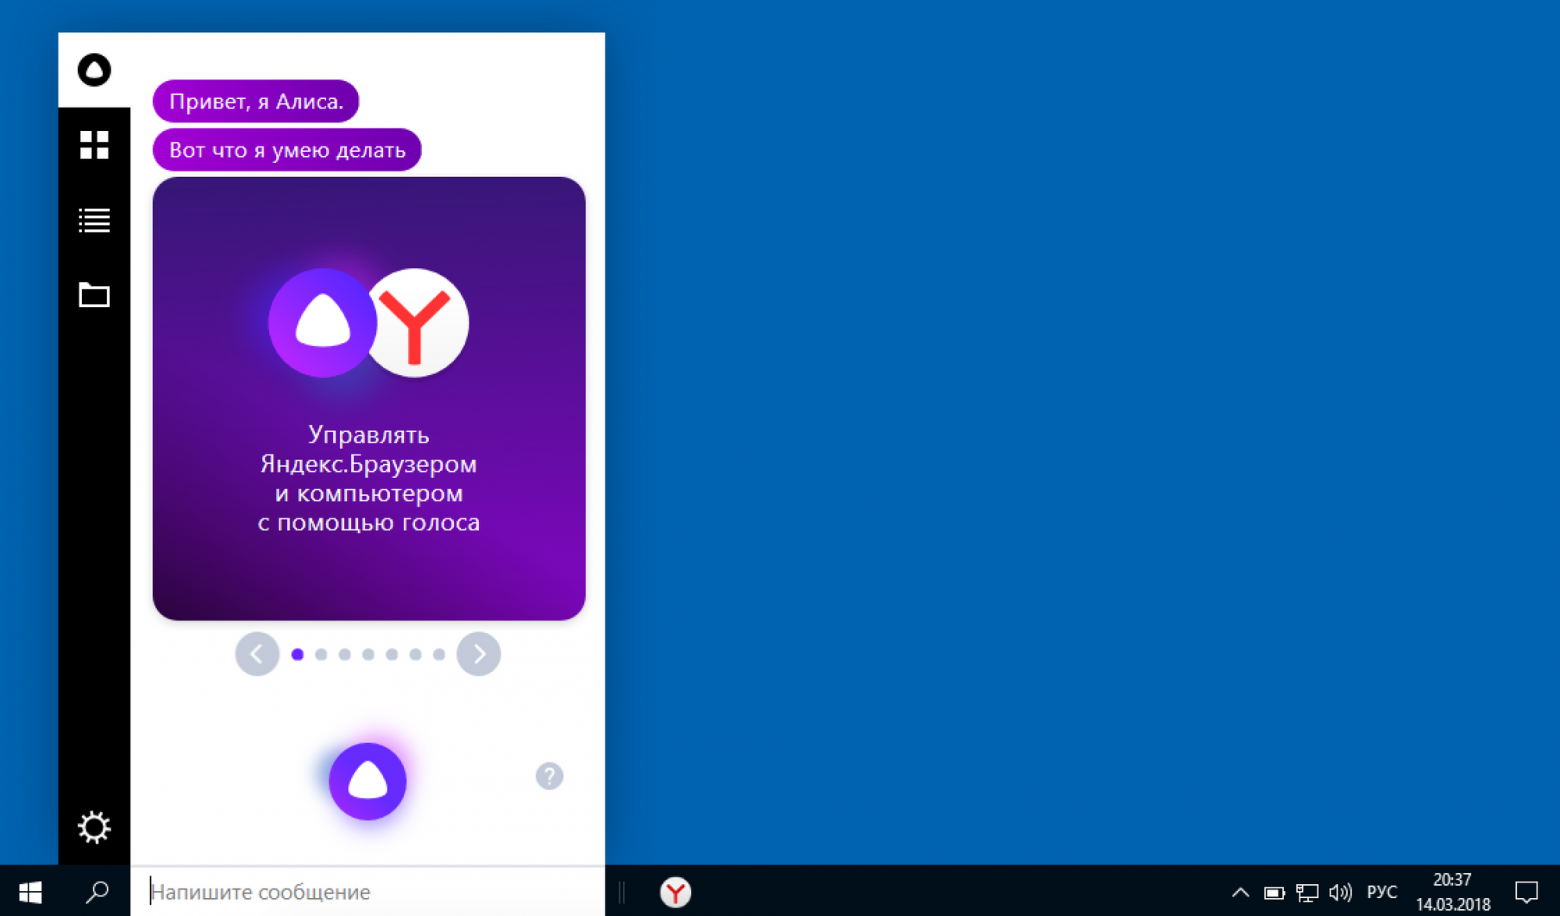 Привет, я Алиса.
Вот что я умею делать
Управлять
Яндекс.Браузером
и компьютером
с помощью голоса
?
Напишите сообщение
РУС
20:37
14.03.2018